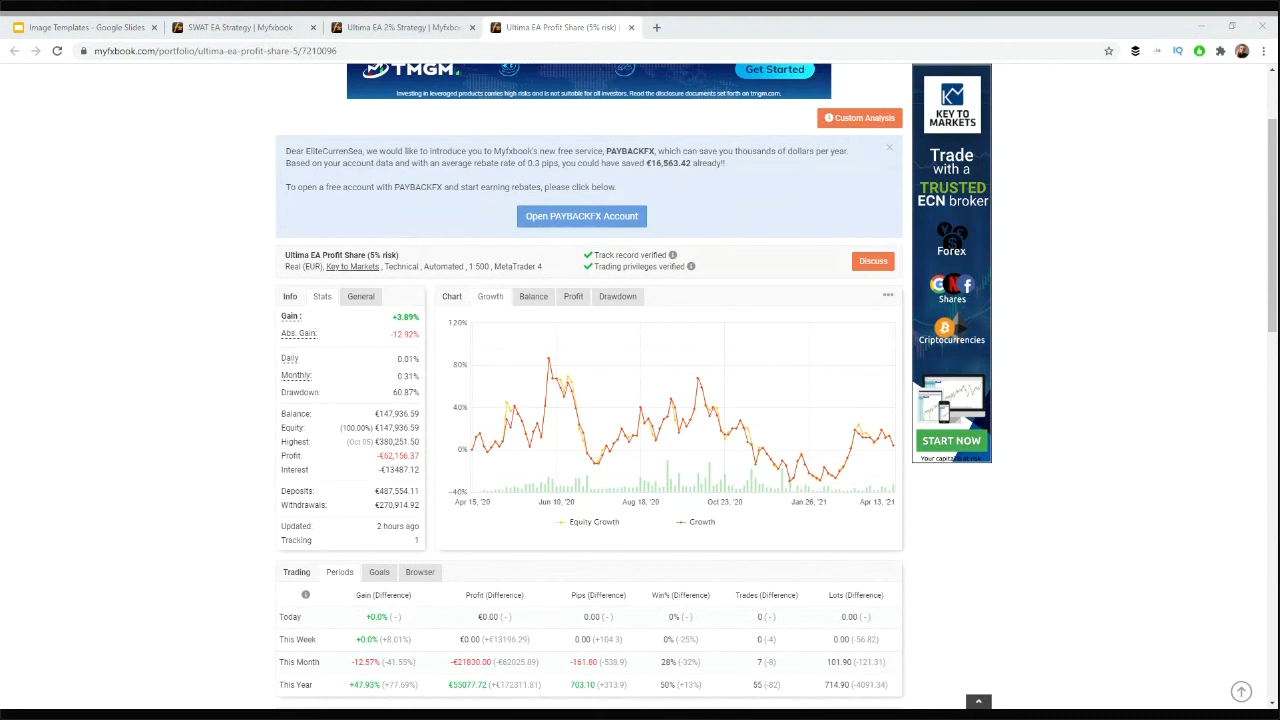 Image Templates - Google Slides
SWAT EA Strategy | Myfxbook
Ultima EA 2% Strategy | Myfxbo
Ultima EA Profit Share (5% risk) |
myfxbook.com/portfolio/ultima-ea-profit-share-5/7210096
IQ
TMGM.
Get Started
Investing in leveraged products carries high risks and is not suitable for all investors. Read the disclosure documents set forth on tmgm.com.
Custom Analysis
Dear EliteCurrenSea, we would like to introduce you to Myfxbook's new free service, PAYBACKFX, which can save you thousands of dollars per year.
Based on your account data and with an average rebate rate of 0.3 pips, you could have saved €16,563.42 already!!
To open a free account with PAYBACKFX and start earning rebates, please click below.
Open PAYBACKFX Account
Ultima EA Profit Share (5% risk)
Real (EUR), Key to Markets , Technical , Automated , 1:500 , MetaTrader 4
Track record verified
Trading privileges verified
Discuss
Info Stats General
Gain : +3.89%
Abs. Gain: -12.92%
Daily 0.01%
Monthly: 0.31%
Drawdown: 60.87%
Balance: €147,936.59
Equity: (100.00%) €147,936.59
Highest: (Oct 05) €380,251.50
Profit: -€62,156.37
Interest -€13487.12
Deposits: €487,554.11
Withdrawals: €270,914.92
Updated: 2 hours ago
Tracking 1
Chart Growth Balance Profit Drawdown
120%
80%
40%
0%
-40%
Apr 15, '20 Jun 10, '20 Aug 18, '20 Oct 23, '20 Jan 26, '21 Apr 13, '21
Equity Growth Growth
Trading Periods Goals Browser
Gain (Difference) Profit (Difference) Pips (Difference) Win% (Difference) Trades (Difference) Lots (Difference)
Today +0.0% ( - ) €0.00 ( - ) 0.00 ( - ) 0% ( - ) 0 ( - ) 0.00 ( - )
This Week +0.0% (+8.01%) €0.00 (+€13196.29) 0.00 (+104.3) 0% (-25%) 0 (-4) 0.00 (-56.82)
This Month -12.57% (-41.55%) -€21830.00 (-€62025.89) -161.80 (-538.9) 28% (-32%) 7 (-8) 101.90 (-121.31)
This Year +47.93% (+77.69%) €55077.72 (+€172311.81) 703.10 (+313.9) 50% (+13%) 55 (-82) 714.90 (-4091.34)
KEY TO
MARKETS
Trade
with a
TRUSTED
ECN broker
Forex
Shares
Criptocurrencies
START NOW
Your capital is at risk